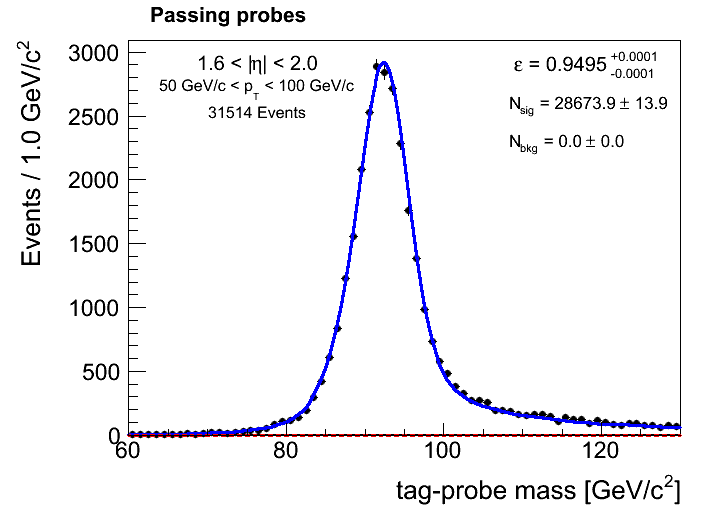 Passing probes
Events / 1.0 GeV/c²
3000
2500
2000
1500
1000
500
0
1.6 < |η| < 2.0
50 GeV/c < p_T < 100 GeV/c
31514 Events
ε = 0.9495 +0.0001 -0.0001
N_sig = 28673.9 ± 13.9
N_bkg = 0.0 ± 0.0
60 80 100 120
tag-probe mass [GeV/c²]